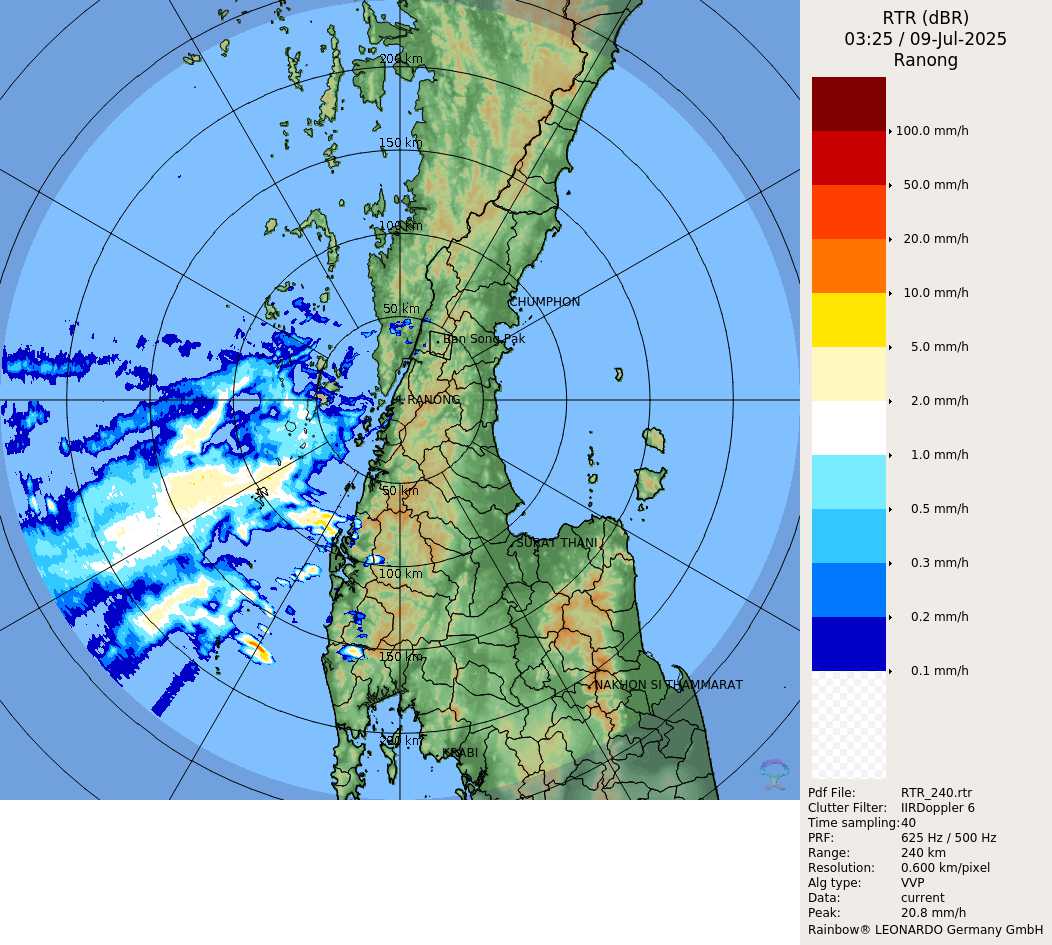 RTR (dBR)
03:25 / 09-Jul-2025
Ranong
200 km
150 km
100 km
50 km
CHUMPHON
Ban Song Pak
RANONG
50 km
SURAT THANI
100 km
150 km
NAKHON SI THAMMARAT
200 km
KRABI
100.0 mm/h
50.0 mm/h
20.0 mm/h
10.0 mm/h
5.0 mm/h
2.0 mm/h
1.0 mm/h
0.5 mm/h
0.3 mm/h
0.2 mm/h
0.1 mm/h
Pdf File: RTR_240.rtr
Clutter Filter: IIRDoppler 6
Time sampling:40
PRF: 625 Hz / 500 Hz
Range: 240 km
Resolution: 0.600 km/pixel
Alg type: VVP
Data: current
Peak: 20.8 mm/h
Rainbow® LEONARDO Germany GmbH